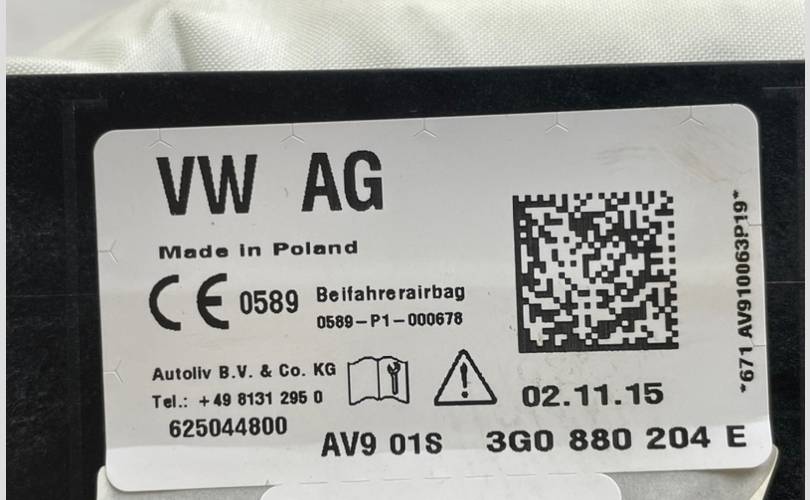 VW AG
Made in Poland
CE 0589 Beifahrerairbag
0589-P1-000678
Autoliv B.V. & Co. KG
Tel.: +49 8131 295 0
625044800
02.11.15
AV9 01S 3G0 880 204 E
*671 AV910063P19*